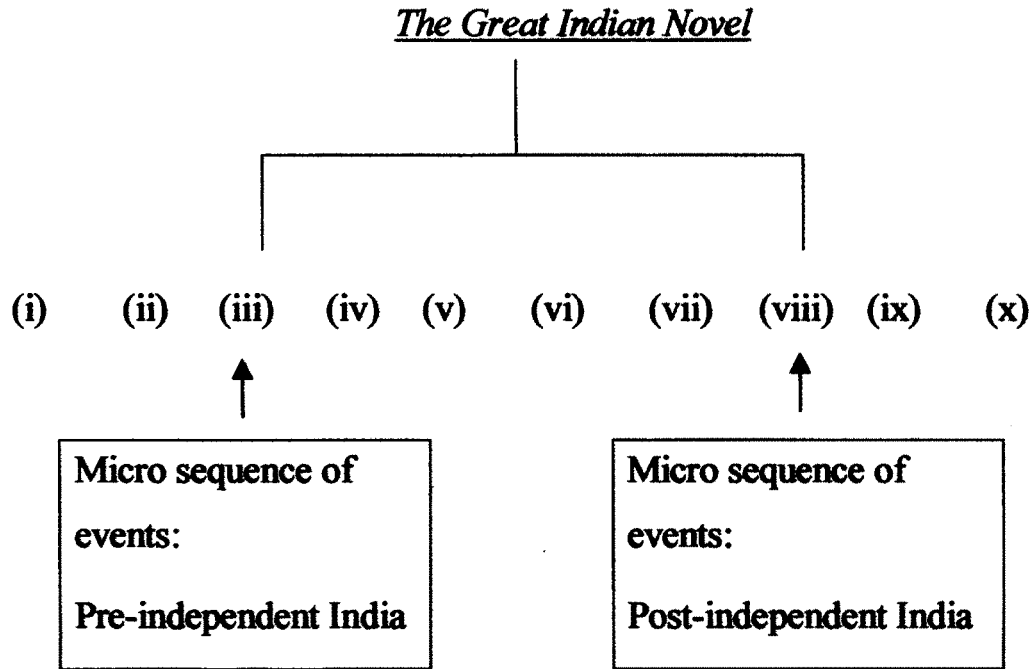 The Great Indian Novel
(i) (ii) (iii) (iv) (v) (vi) (vii) (viii) (ix) (x)
Micro sequence of
events:
Pre-independent India
Micro sequence of
events:
Post-independent India